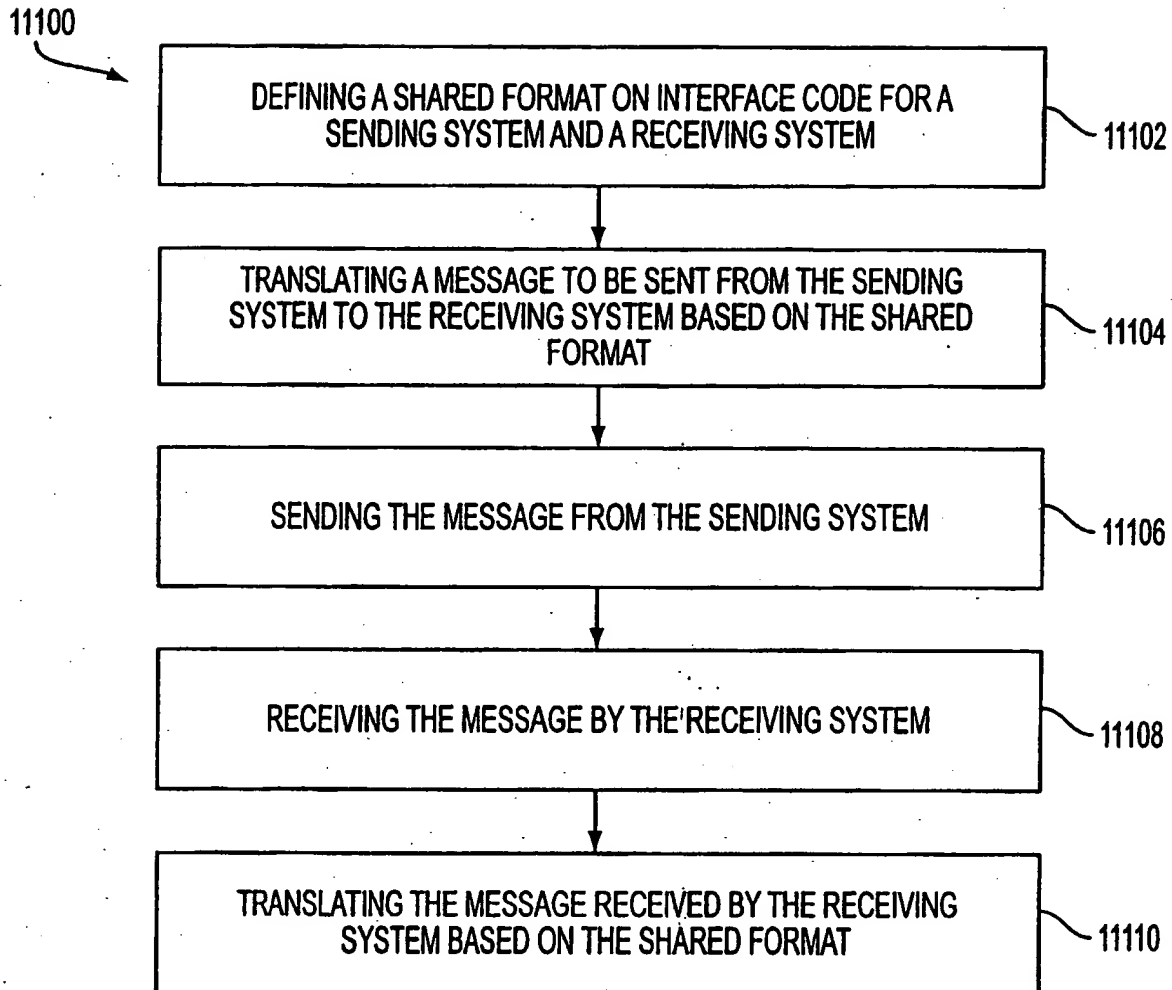 11100
DEFINING A SHARED FORMAT ON INTERFACE CODE FOR A
SENDING SYSTEM AND A RECEIVING SYSTEM
11102
TRANSLATING A MESSAGE TO BE SENT FROM THE SENDING
SYSTEM TO THE RECEIVING SYSTEM BASED ON THE SHARED
FORMAT
11104
SENDING THE MESSAGE FROM THE SENDING SYSTEM
11106
RECEIVING THE MESSAGE BY THE RECEIVING SYSTEM
11108
TRANSLATING THE MESSAGE RECEIVED BY THE RECEIVING
SYSTEM BASED ON THE SHARED FORMAT
11110